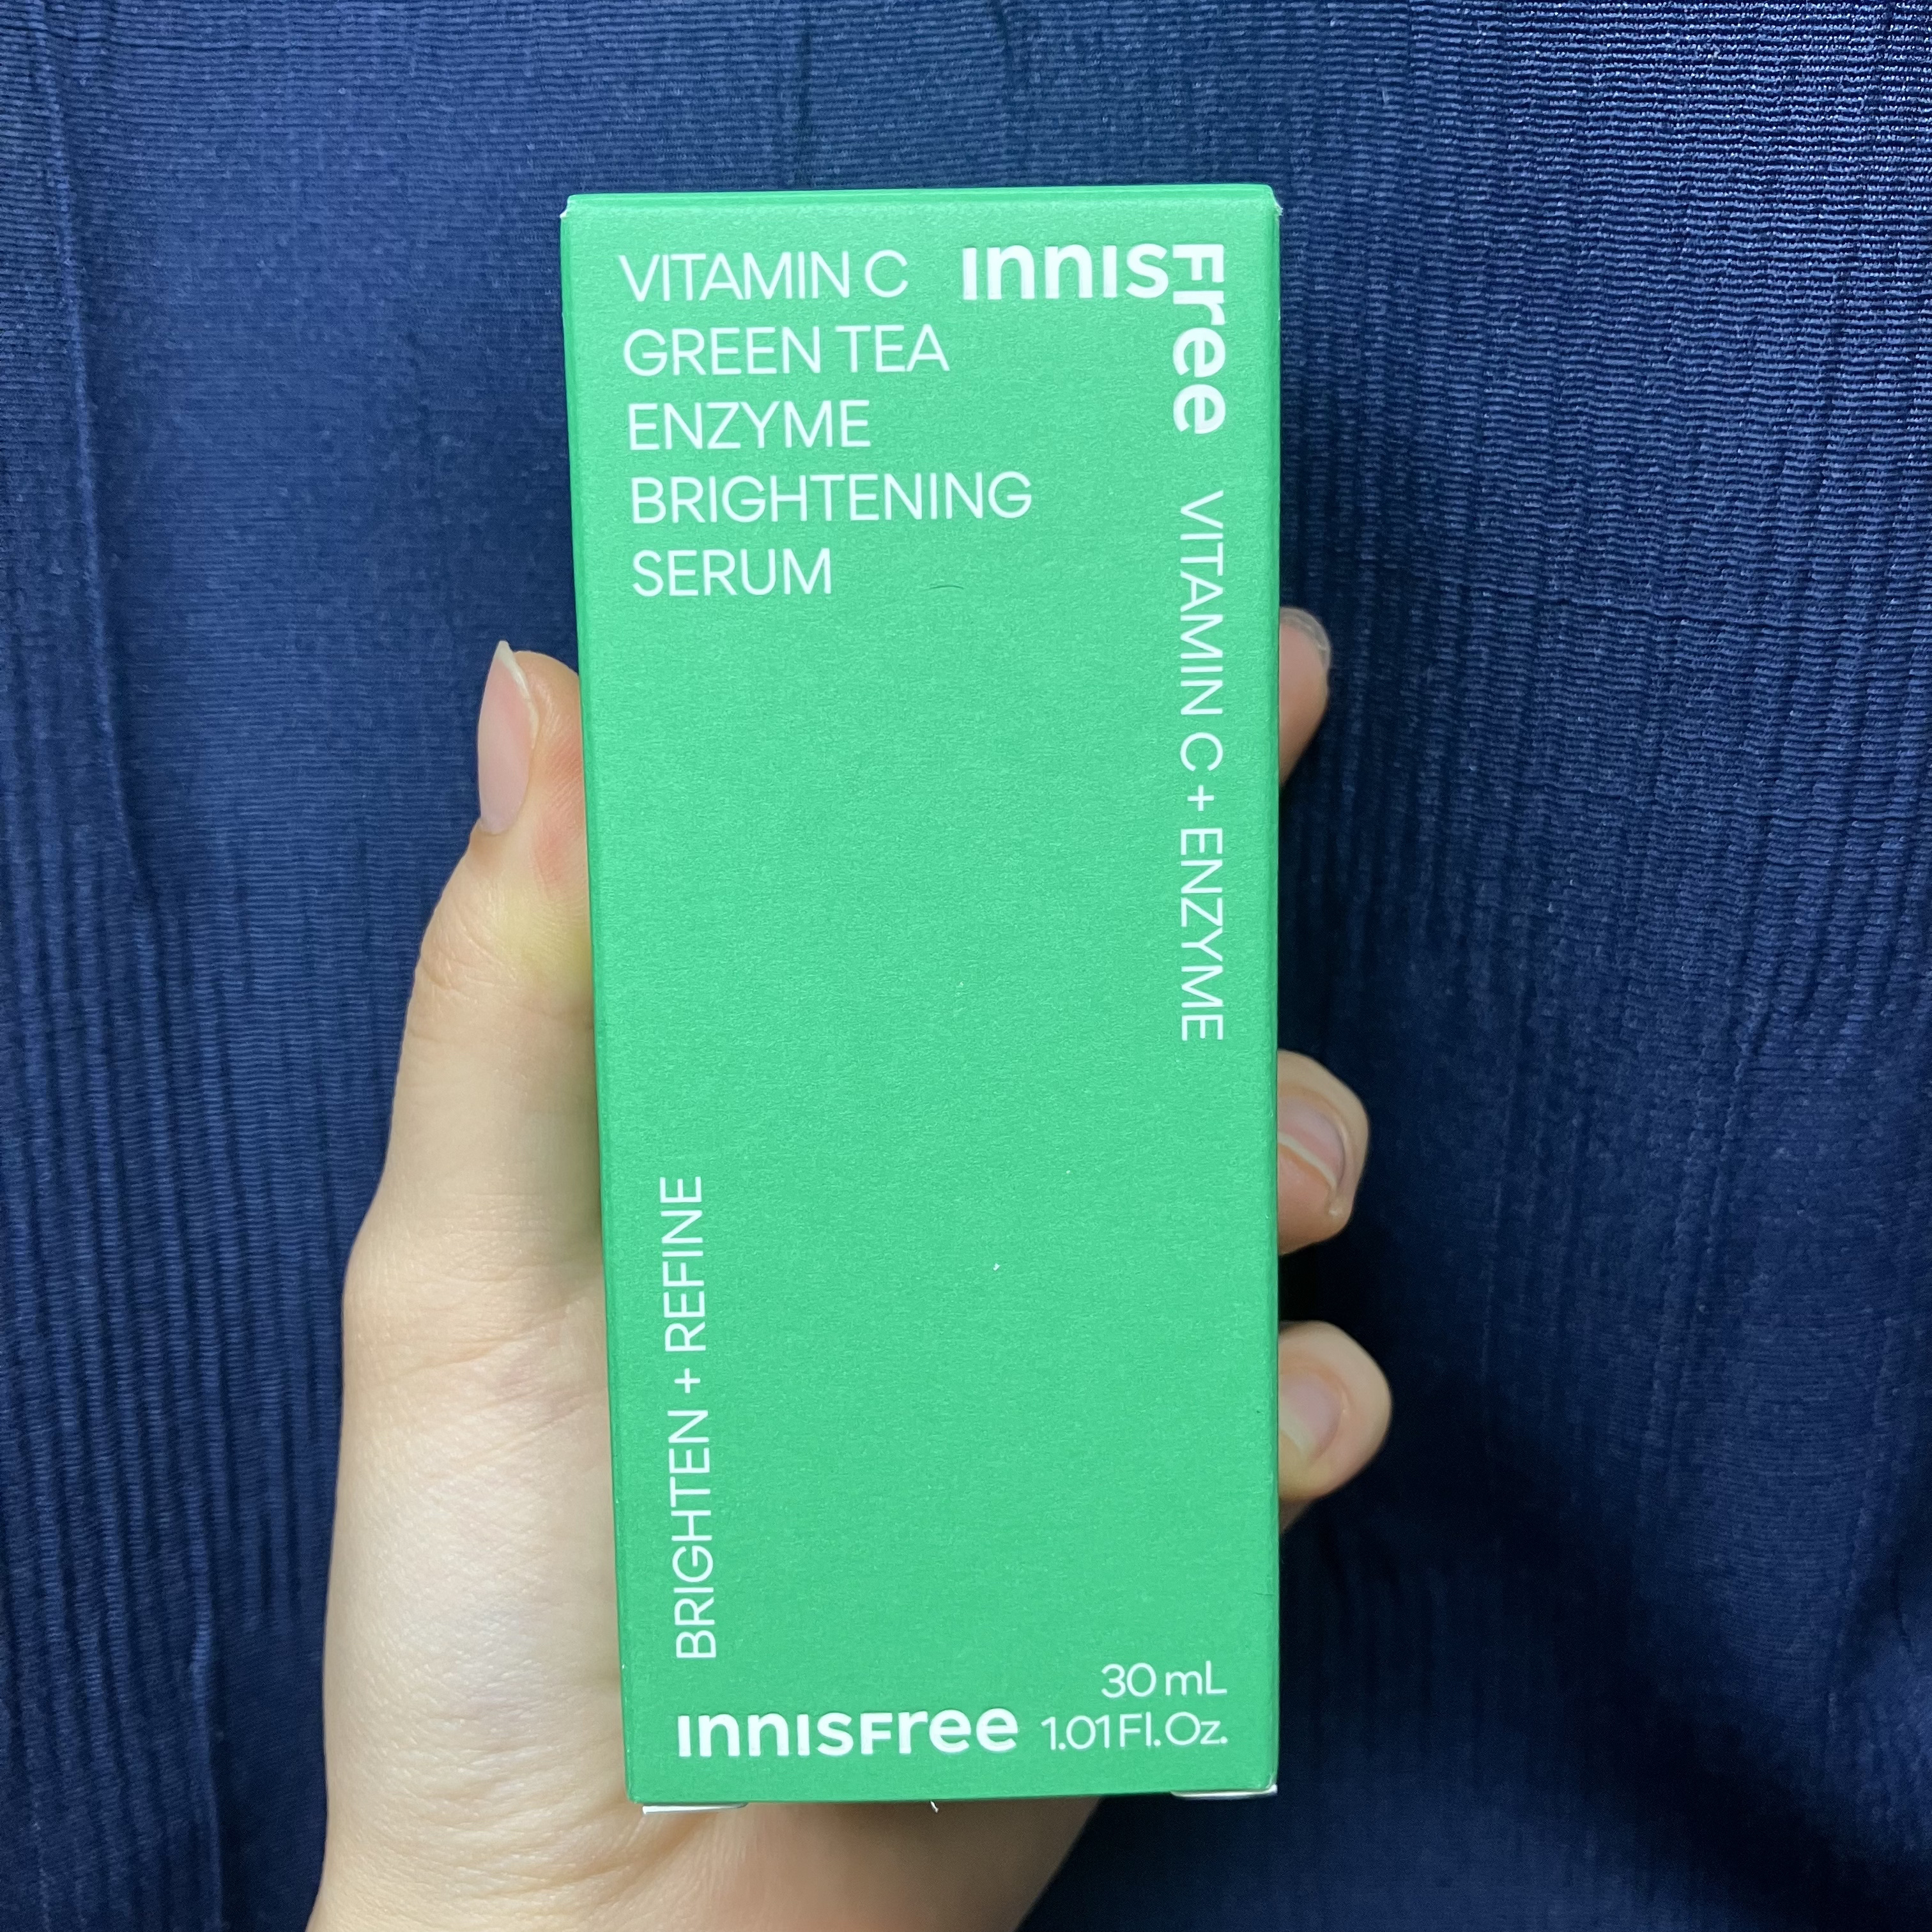 VITAMIN C
GREEN TEA
ENZYME
BRIGHTENING
SERUM
innisFree
VITAMIN C + ENZYME
BRIGHTEN + REFINE
innisFree
30 mL
1.01 Fl. Oz.